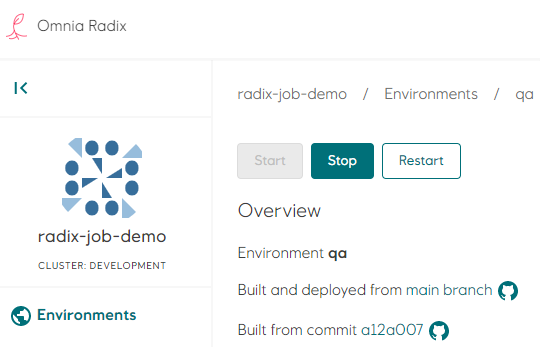 Omnia Radix
radix-job-demo / Environments / qa
Start Stop Restart
Overview
Environment qa
Built and deployed from main branch
Built from commit a12a007
radix-job-demo
CLUSTER: DEVELOPMENT
Environments